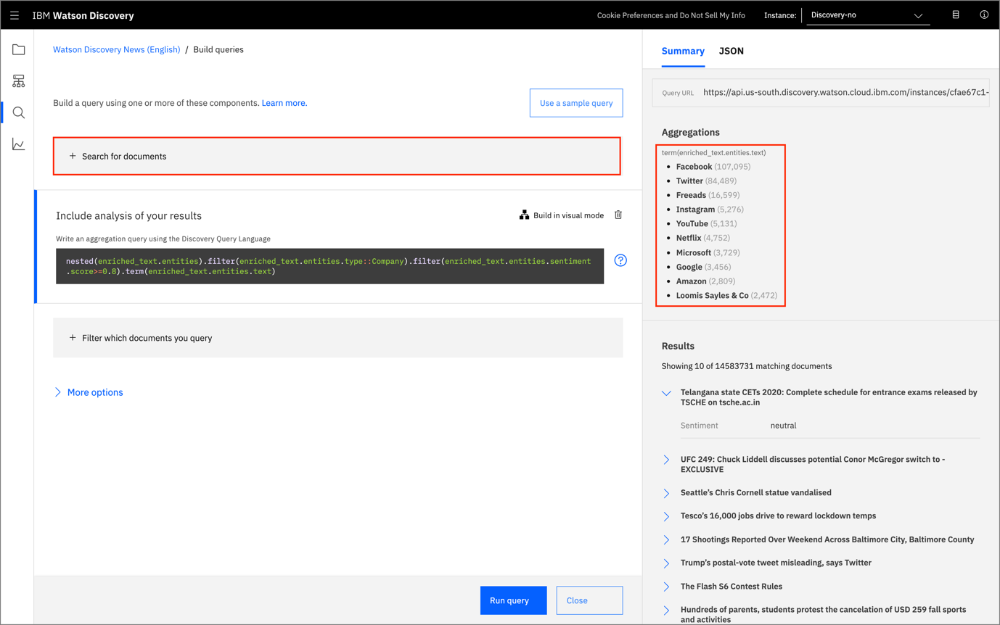 IBM Watson Discovery
Cookie Preferences and Do Not Sell My Info
Instance:
Discovery-no
Watson Discovery News (English) / Build queries
Build a query using one or more of these components. Learn more.
Use a sample query
+ Search for documents
Include analysis of your results
Build in visual mode
Write an aggregation query using the Discovery Query Language
nested(enriched_text.entities).filter(enriched_text.entities.type::Company).filter(enriched_text.entities.sentiment
.score>=0.8).term(enriched_text.entities.text)
?
+ Filter which documents you query
More options
Run query
Close
Summary
JSON
Query URL https://api.us-south.discovery.watson.cloud.ibm.com/instances/cfae67c1-
Aggregations
term(enriched_text.entities.text)
• Facebook (107,095)
• Twitter (84,489)
• Freeads (16,599)
• Instagram (5,276)
• YouTube (5,131)
• Netflix (4,752)
• Microsoft (3,729)
• Google (3,456)
• Amazon (2,809)
• Loomis Sayles & Co (2,472)
Results
Showing 10 of 14583731 matching documents
Telangana state CETs 2020: Complete schedule for entrance exams released by
TSCHE on tsche.ac.in
Sentiment neutral
UFC 249: Chuck Liddell discusses potential Conor McGregor switch to -
EXCLUSIVE
Seattle’s Chris Cornell statue vandalised
Tesco’s 16,000 jobs drive to reward lockdown temps
17 Shootings Reported Over Weekend Across Baltimore City, Baltimore County
Trump’s postal-vote tweet misleading, says Twitter
The Flash S6 Contest Rules
Hundreds of parents, students protest the cancelation of USD 259 fall sports
and activities